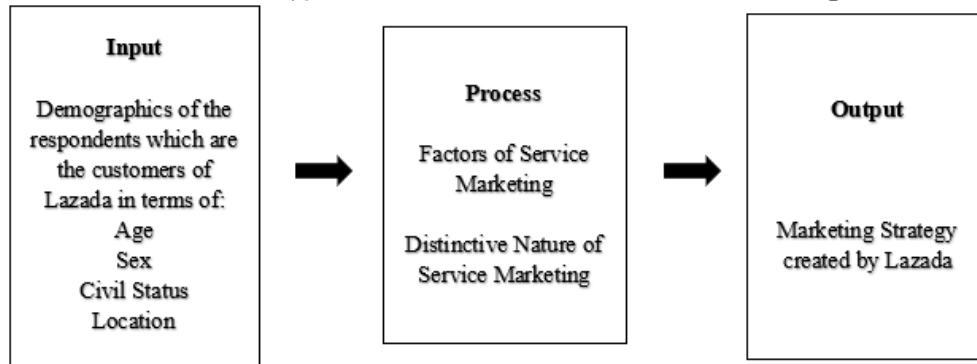 Input
Demographics of the
respondents which are
the customers of
Lazada in terms of:
Age
Sex
Civil Status
Location
Process
Factors of Service
Marketing
Distinctive Nature of
Service Marketing
Output
Marketing Strategy
created by Lazada